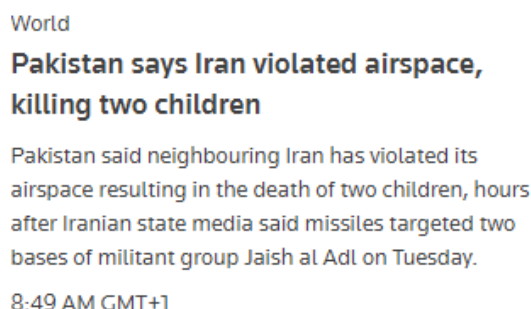 World
Pakistan says Iran violated airspace,
killing two children
Pakistan said neighbouring Iran has violated its
airspace resulting in the death of two children, hours
after Iranian state media said missiles targeted two
bases of militant group Jaish al Adl on Tuesday.
8:49 AM GMT+1